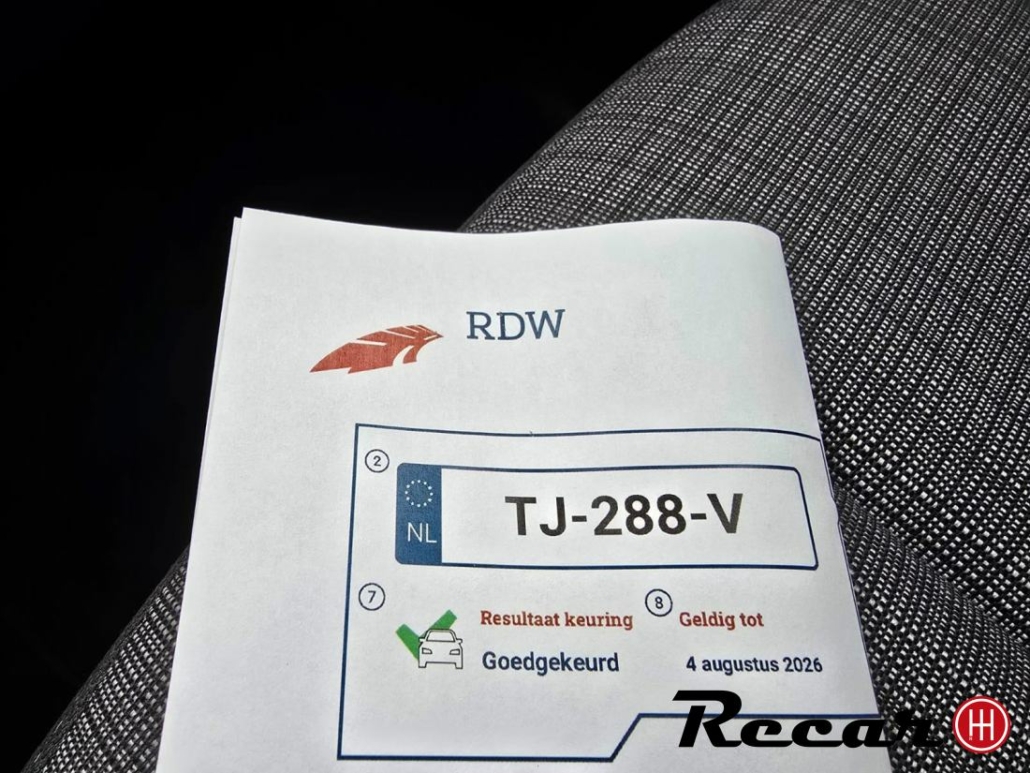 RDW
2
NL
TJ-288-V
7
Resultaat keuring
Goedgekeurd
8
Geldig tot
4 augustus 2026
Recar
H